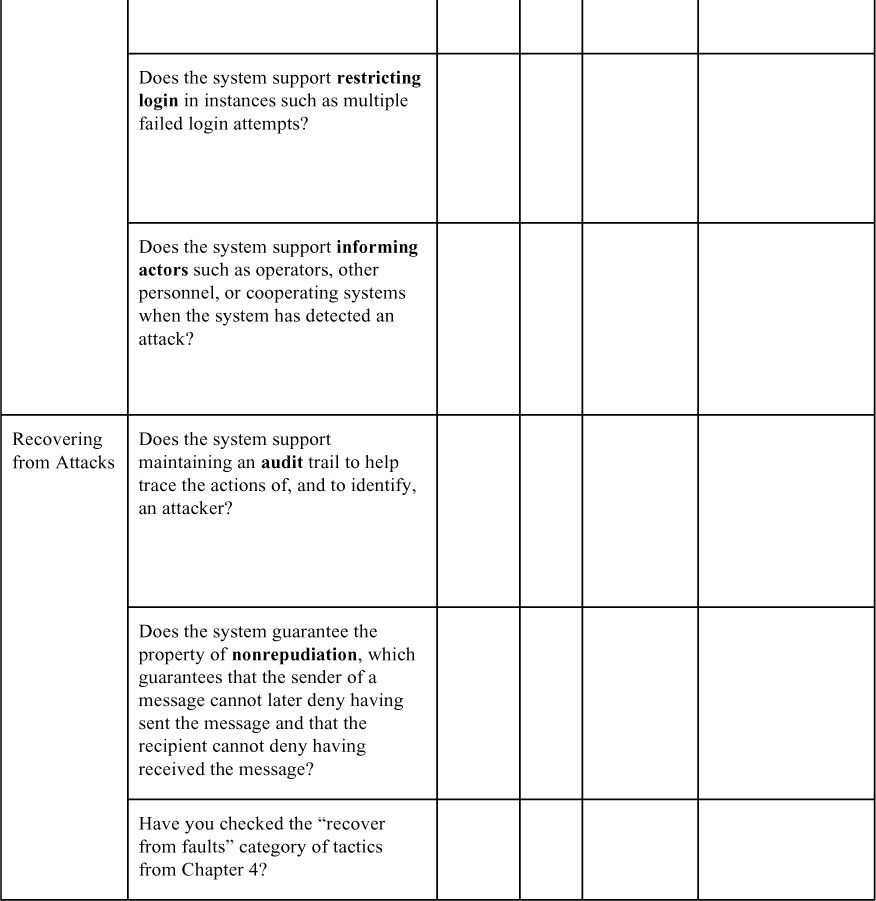 Does the system support restricting
login in instances such as multiple
failed login attempts?
Does the system support informing
actors such as operators, other
personnel, or cooperating systems
when the system has detected an
attack?
Recovering
from Attacks
Does the system support
maintaining an audit trail to help
trace the actions of, and to identify,
an attacker?
Does the system guarantee the
property of nonrepudiation, which
guarantees that the sender of a
message cannot later deny having
sent the message and that the
recipient cannot deny having
received the message?
Have you checked the “recover
from faults” category of tactics
from Chapter 4?